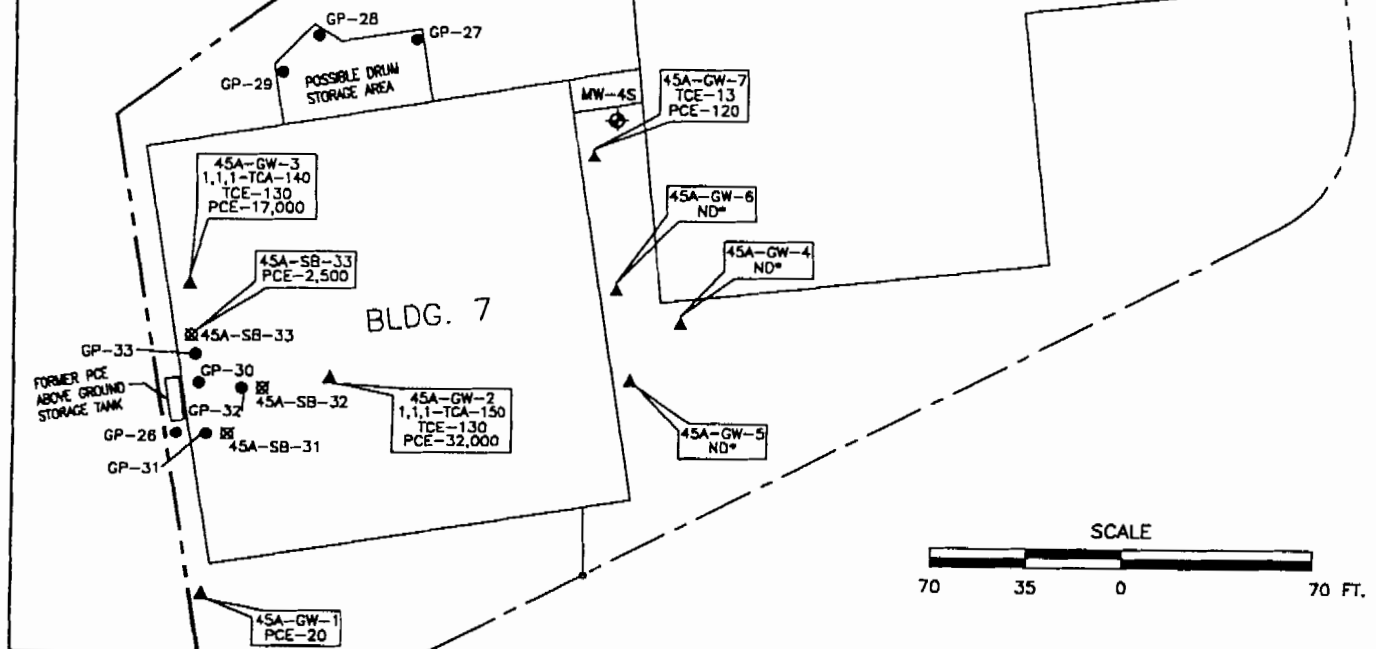 GP-28
GP-27
GP-29
POSSIBLE DRUM
STORAGE AREA
MW-4S
45A-GW-7
TCE-13
PCE-120
45A-GW-3
1,1,1-TCA-140
TCE-130
PCE-17,000
45A-GW-6
ND*
45A-SB-33
PCE-2,500
45A-GW-4
ND*
BLDG. 7
45A-SB-33
GP-33
GP-30
FORMER PCE
ABOVE GROUND
STORAGE TANK
GP-32
45A-SB-32
45A-GW-2
1,1,1-TCA-150
TCE-130
PCE-32,000
GP-26
45A-SB-31
GP-31
45A-GW-5
ND*
SCALE
70 35 0 70 FT.
45A-GW-1
PCE-20